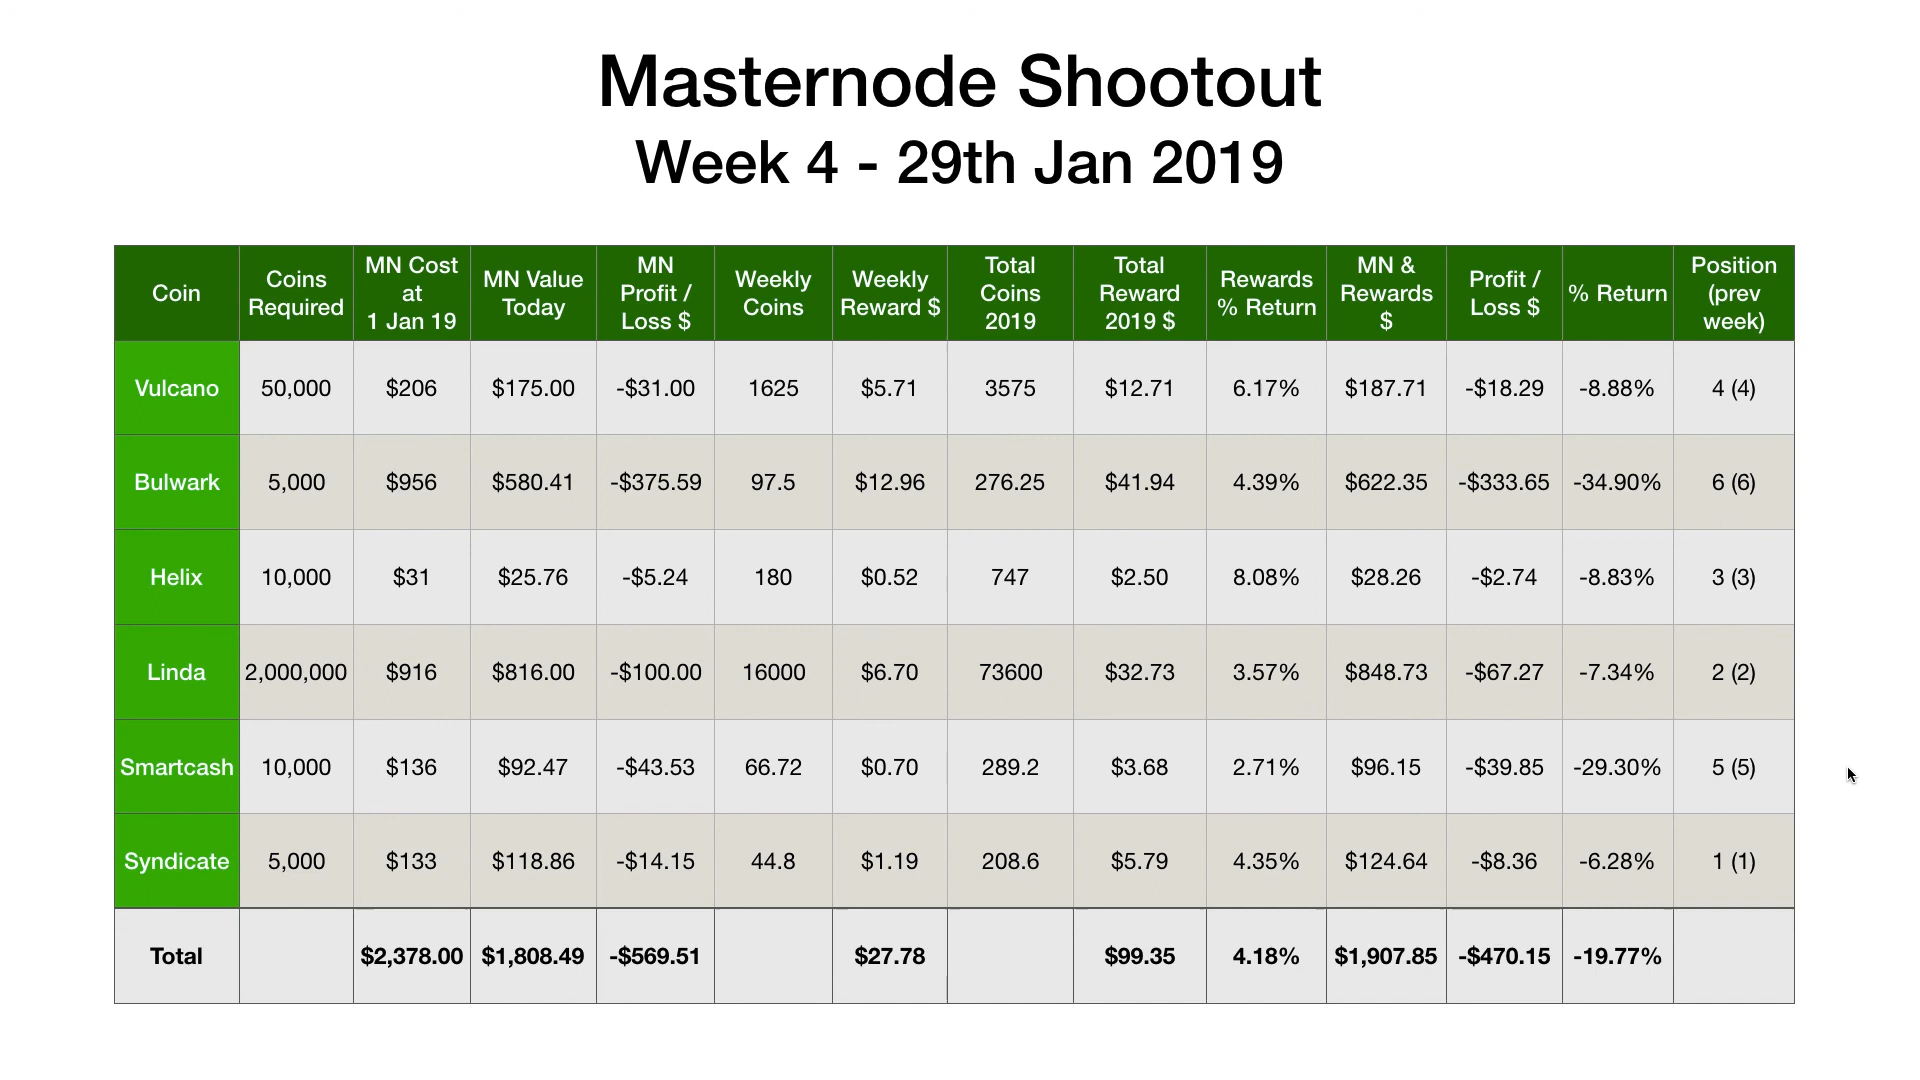 Masternode Shootout
Week 4 - 29th Jan 2019
Coin | Coins Required | MN Cost at 1 Jan 19 | MN Value Today | MN Profit / Loss $ | Weekly Coins | Weekly Reward $ | Total Coins 2019 | Total Reward 2019 $ | Rewards % Return | MN & Rewards $ | Profit / Loss $ | % Return | Position (prev week)
Vulcano | 50,000 | $206 | $175.00 | -$31.00 | 1625 | $5.71 | 3575 | $12.71 | 6.17% | $187.71 | -$18.29 | -8.88% | 4 (4)
Bulwark | 5,000 | $956 | $580.41 | -$375.59 | 97.5 | $12.96 | 276.25 | $41.94 | 4.39% | $622.35 | -$333.65 | -34.90% | 6 (6)
Helix | 10,000 | $31 | $25.76 | -$5.24 | 180 | $0.52 | 747 | $2.50 | 8.08% | $28.26 | -$2.74 | -8.83% | 3 (3)
Linda | 2,000,000 | $916 | $816.00 | -$100.00 | 16000 | $6.70 | 73600 | $32.73 | 3.57% | $848.73 | -$67.27 | -7.34% | 2 (2)
Smartcash | 10,000 | $136 | $92.47 | -$43.53 | 66.72 | $0.70 | 289.2 | $3.68 | 2.71% | $96.15 | -$39.85 | -29.30% | 5 (5)
Syndicate | 5,000 | $133 | $118.86 | -$14.15 | 44.8 | $1.19 | 208.6 | $5.79 | 4.35% | $124.64 | -$8.36 | -6.28% | 1 (1)
Total | $2,378.00 | $1,808.49 | -$569.51 | $27.78 | $99.35 | 4.18% | $1,907.85 | -$470.15 | -19.77%